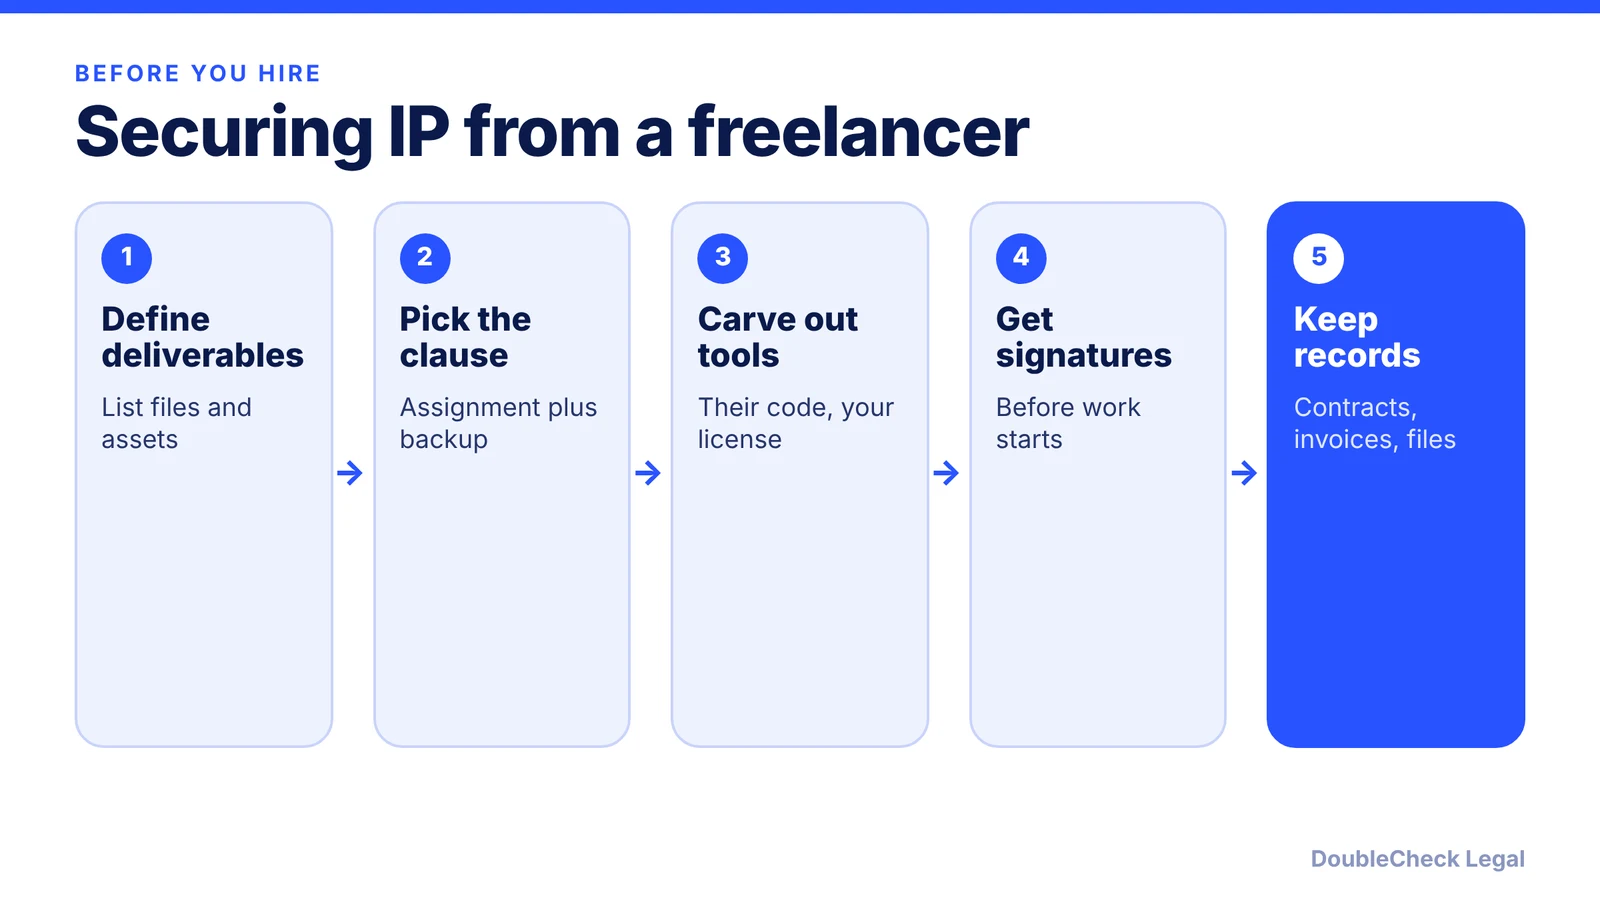 BEFORE YOU HIRE
Securing IP from a freelancer
1
Define
deliverables
List files and
assets
→
2
Pick the
clause
Assignment plus
backup
→
3
Carve out
tools
Their code, your
license
→
4
Get
signatures
Before work
starts
→
5
Keep
records
Contracts,
invoices, files
DoubleCheck Legal